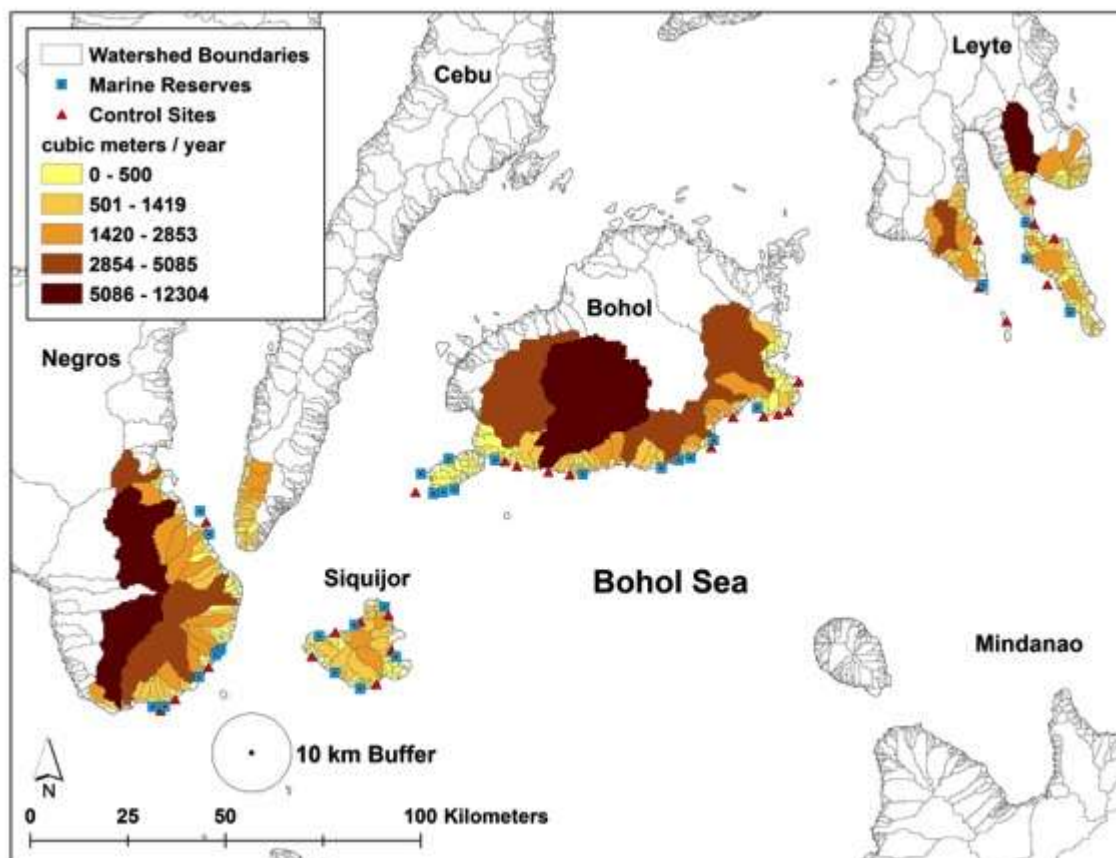 Watershed Boundaries
Marine Reserves
Control Sites
cubic meters / year
0 - 500
501 - 1419
1420 - 2853
2854 - 5085
5086 - 12304
Cebu
Leyte
Bohol
Negros
Siquijor
Bohol Sea
Mindanao
10 km Buffer
N
0 25 50 100 Kilometers